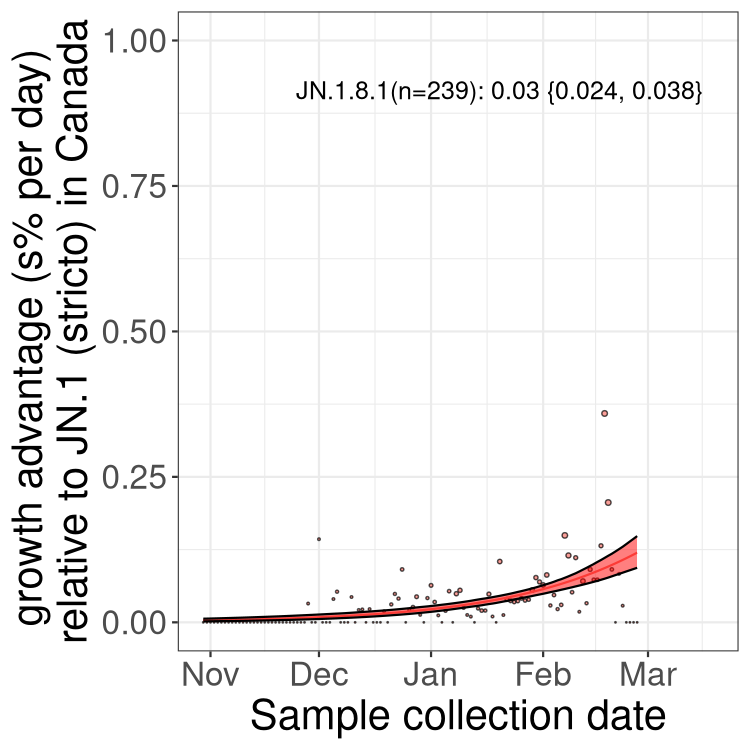 growth advantage (s% per day)
relative to JN.1 (stricto) in Canada
1.00
0.75
0.50
0.25
0.00
JN.1.8.1(n=239): 0.03 {0.024, 0.038}
Nov Dec Jan Feb Mar
Sample collection date